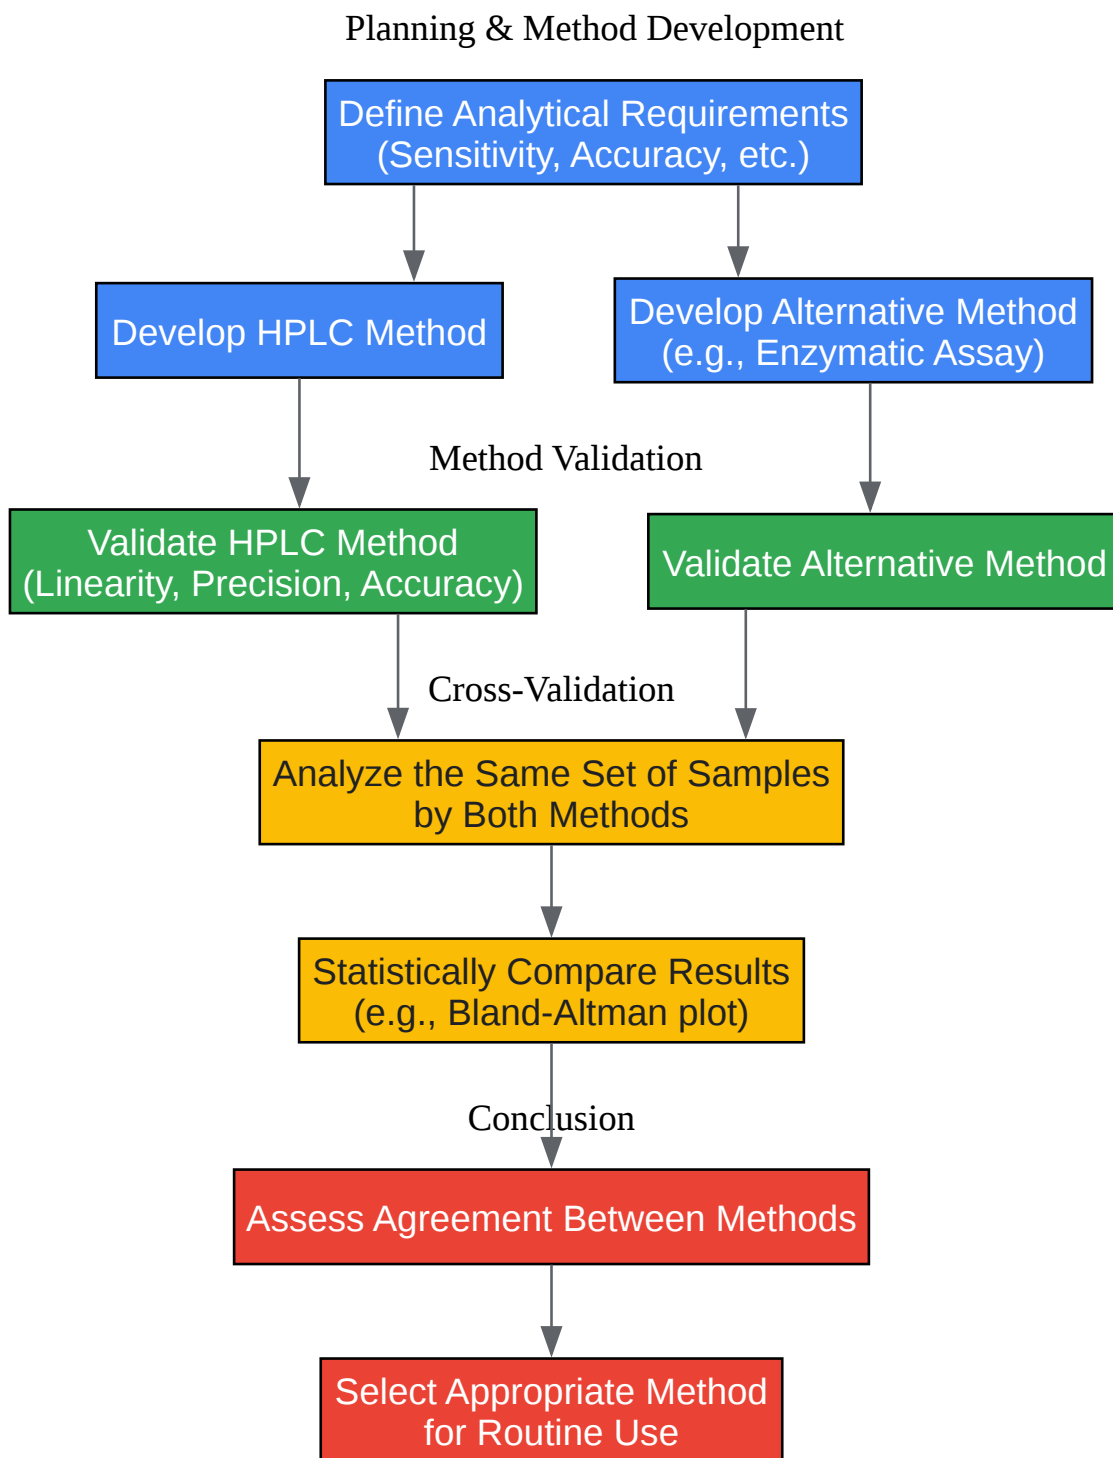 Planning & Method Development
Define Analytical Requirements
(Sensitivity, Accuracy, etc.)
Develop HPLC Method
Develop Alternative Method
(e.g., Enzymatic Assay)
Method Validation
Validate HPLC Method
(Linearity, Precision, Accuracy)
Validate Alternative Method
Cross-Validation
Analyze the Same Set of Samples
by Both Methods
Statistically Compare Results
(e.g., Bland-Altman plot)
Conclusion
Assess Agreement Between Methods
Select Appropriate Method
for Routine Use